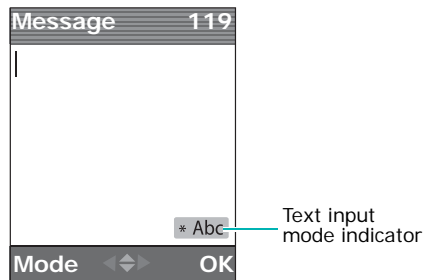 Message 119
* Abc
Text input
mode indicator
Mode OK